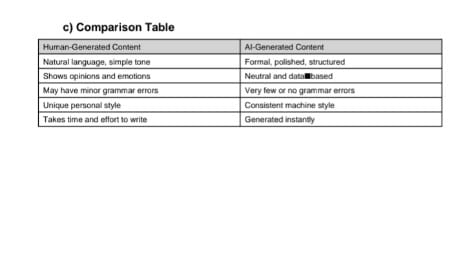 c) Comparison Table
Human-Generated Content AI-Generated Content
Natural language, simple tone Formal, polished, structured
Shows opinions and emotions Neutral and data■based
May have minor grammar errors Very few or no grammar errors
Unique personal style Consistent machine style
Takes time and effort to write Generated instantly